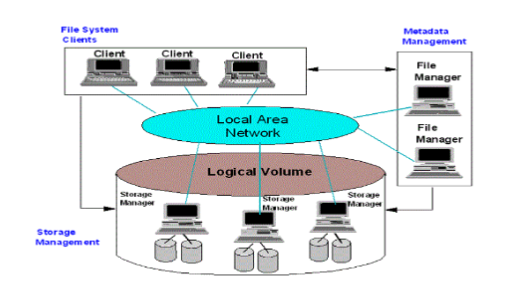 File System
Clients
Metadata
Management
Client
Client
Client
File
Manager
Local Area
Network
File
Manager
Logical Volume
Storage
Manager
Storage
Manager
Storage
Manager
Storage
Management